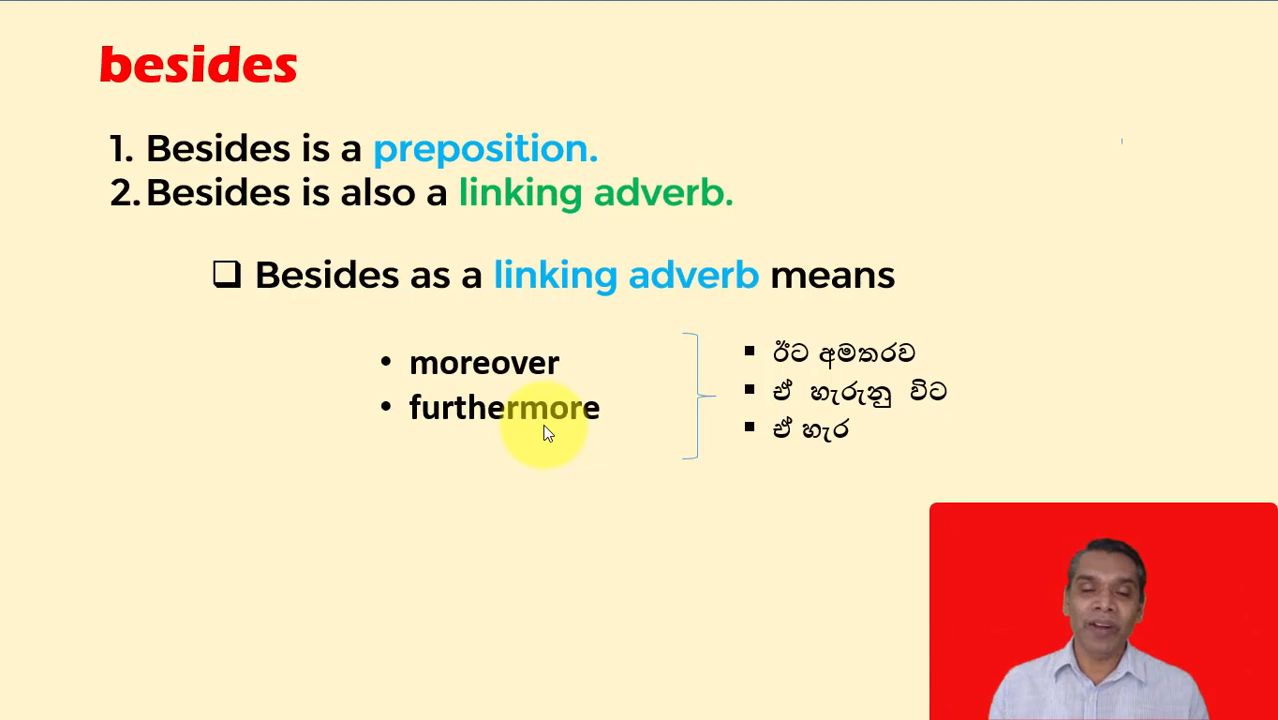 besides
1. Besides is a preposition.
2. Besides is also a linking adverb.
Besides as a linking adverb means
• moreover
• furthermore
▪ ඊට අමතරව
▪ ඒ හැරුනු විට
▪ ඒ හැර